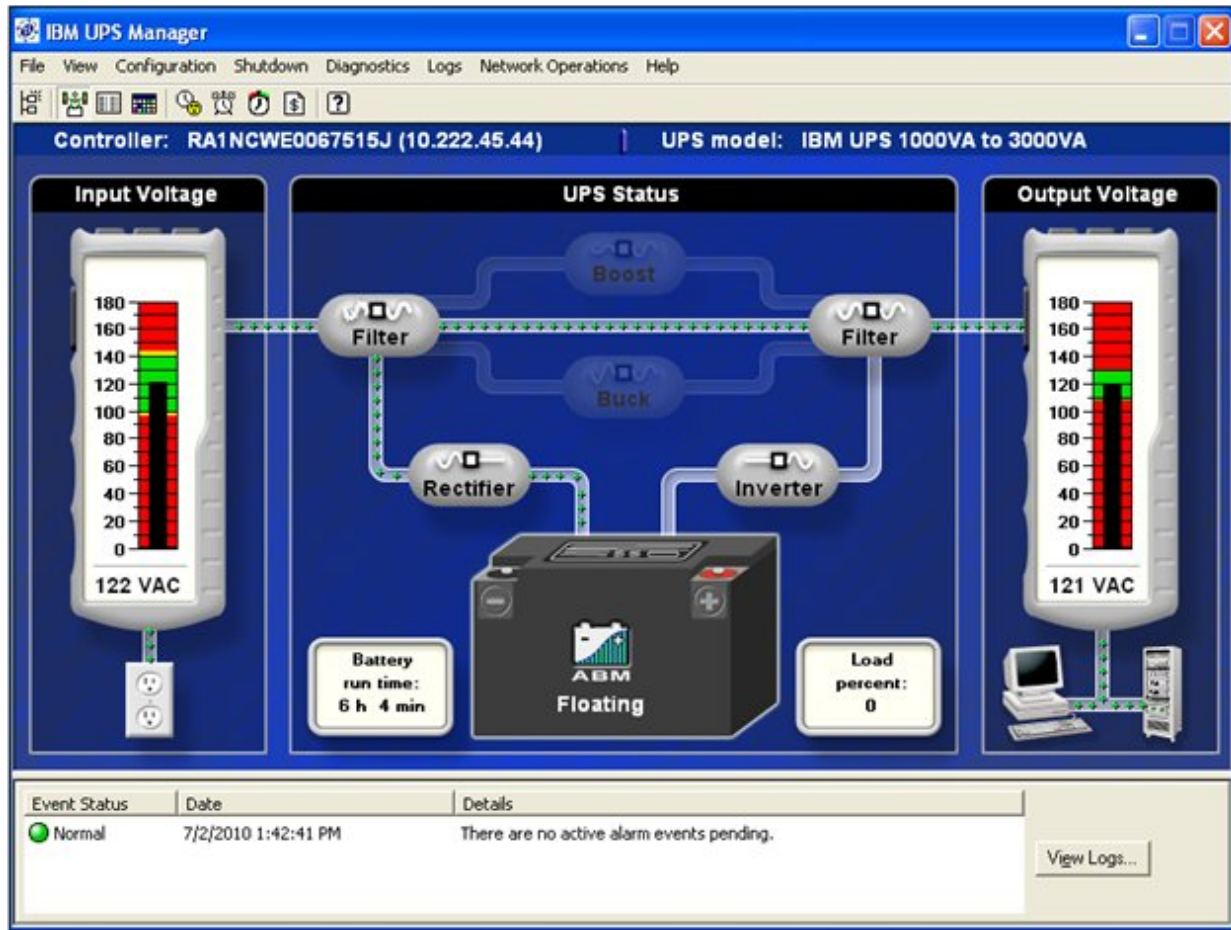 IBM UPS Manager
File View Configuration Shutdown Diagnostics Logs Network Operations Help
Controller: RA1NCWE0067515J (10.222.45.44) UPS model: IBM UPS 1000VA to 3000VA
Input Voltage
180
160
140
120
100
80
60
40
20
0
122 VAC
UPS Status
Boost
Filter
Filter
Buck
Rectifier
Inverter
ABM
Floating
Battery
run time:
6 h 4 min
Load
percent:
0
Output Voltage
180
160
140
120
100
80
60
40
20
0
121 VAC
Event Status Date Details
Normal 7/2/2010 1:42:41 PM There are no active alarm events pending.
View Logs...